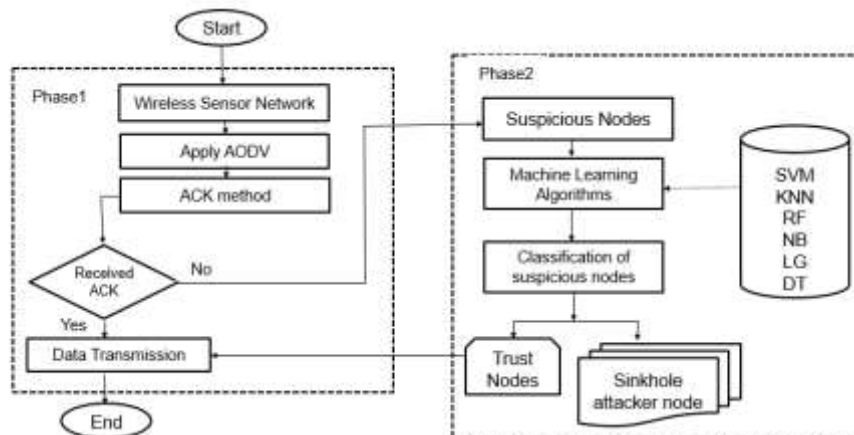 Start
Phase1
Wireless Sensor Network
Apply AODV
ACK method
Received
ACK
No
Yes
Data Transmission
End
Phase2
Suspicious Nodes
Machine Learning
Algorithms
Classification of
suspicious nodes
Trust
Nodes
Sinkhole
attacker node
SVM
KNN
RF
NB
LG
DT